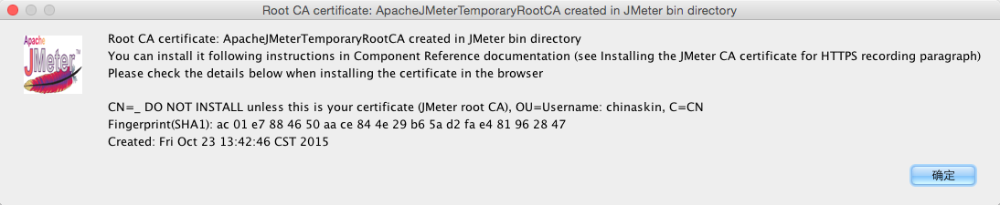 Root CA certificate: ApacheJMeterTemporaryRootCA created in JMeter bin directory
Apache
JMeter™
Root CA certificate: ApacheJMeterTemporaryRootCA created in JMeter bin directory
You can install it following instructions in Component Reference documentation (see Installing the JMeter CA certificate for HTTPS recording paragraph)
Please check the details below when installing the certificate in the browser
CN=_ DO NOT INSTALL unless this is your certificate (JMeter root CA), OU=Username: chinaskin, C=CN
Fingerprint(SHA1): ac 01 e7 88 46 50 aa ce 84 4e 29 b6 5a d2 fa e4 81 96 28 47
Created: Fri Oct 23 13:42:46 CST 2015
确定